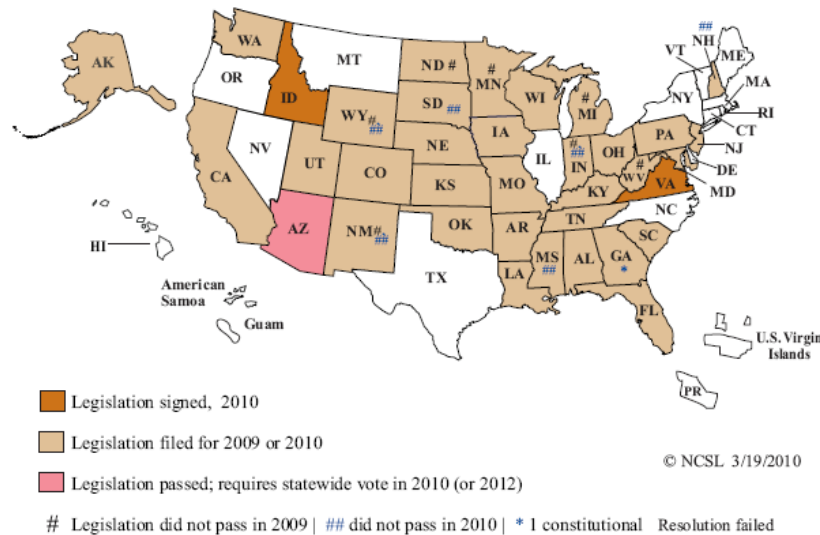 ##
NH
VT
ME
WA
AK
MT
ND #
#
MN
OR
ID
SD ##
WI
#
MI
NY
MA
WY #,
##
RI
CT
IA
PA
NJ
NE
NV
IL
#
##
IN
OH
DE
UT
CO
#
WV
MD
CA
KS
MO
KY
VA
NC
TN
AZ
NM#,
##
OK
AR
SC
HI
MS
##
AL
GA
*
TX
LA
FL
American
Samoa
Guam
U.S. Virgin
Islands
PR
Legislation signed, 2010
Legislation filed for 2009 or 2010
© NCSL 3/19/2010
Legislation passed; requires statewide vote in 2010 (or 2012)
# Legislation did not pass in 2009 | ## did not pass in 2010 | * 1 constitutional Resolution failed